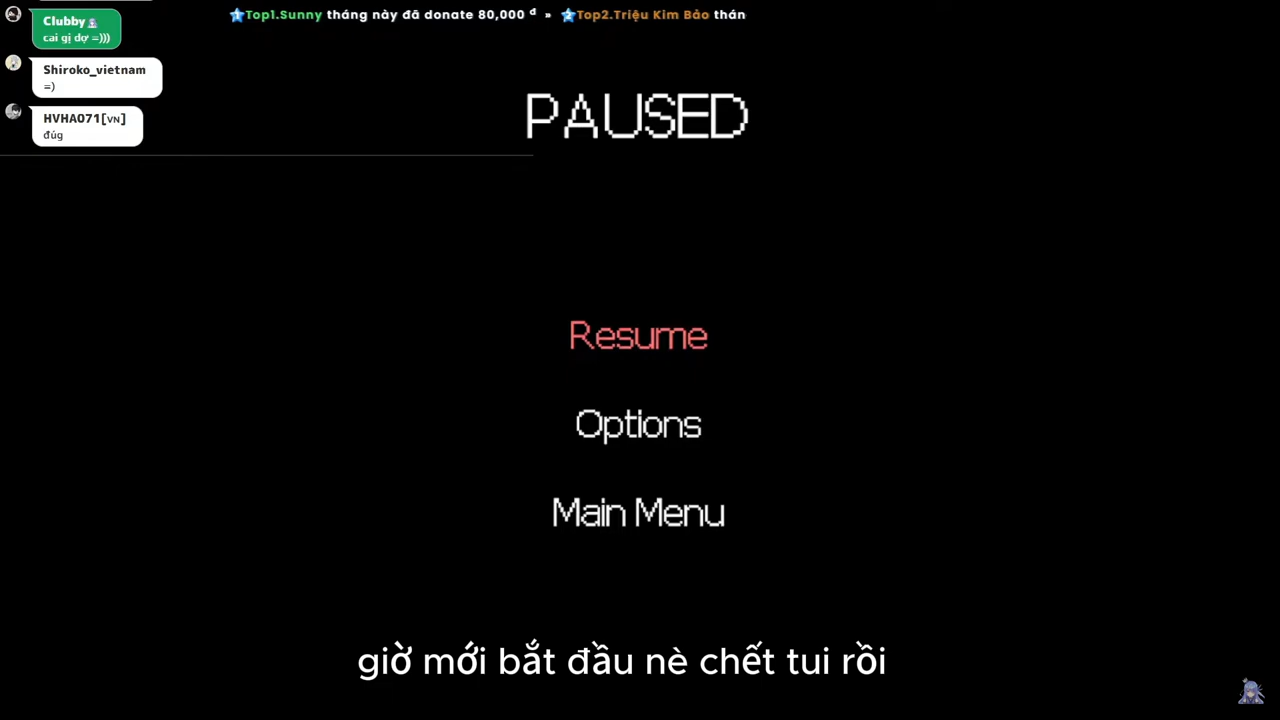 Top1.Sunny tháng này đã donate 80,000 đ » Top2.Triệu Kim Bảo thán
Clubby
cai gị dợ =)))
Shiroko_vietnam
=)
HVHA071[VN]
đúg
PAUSED
Resume
Options
Main Menu
giờ mới bắt đầu nè chết tui rồi